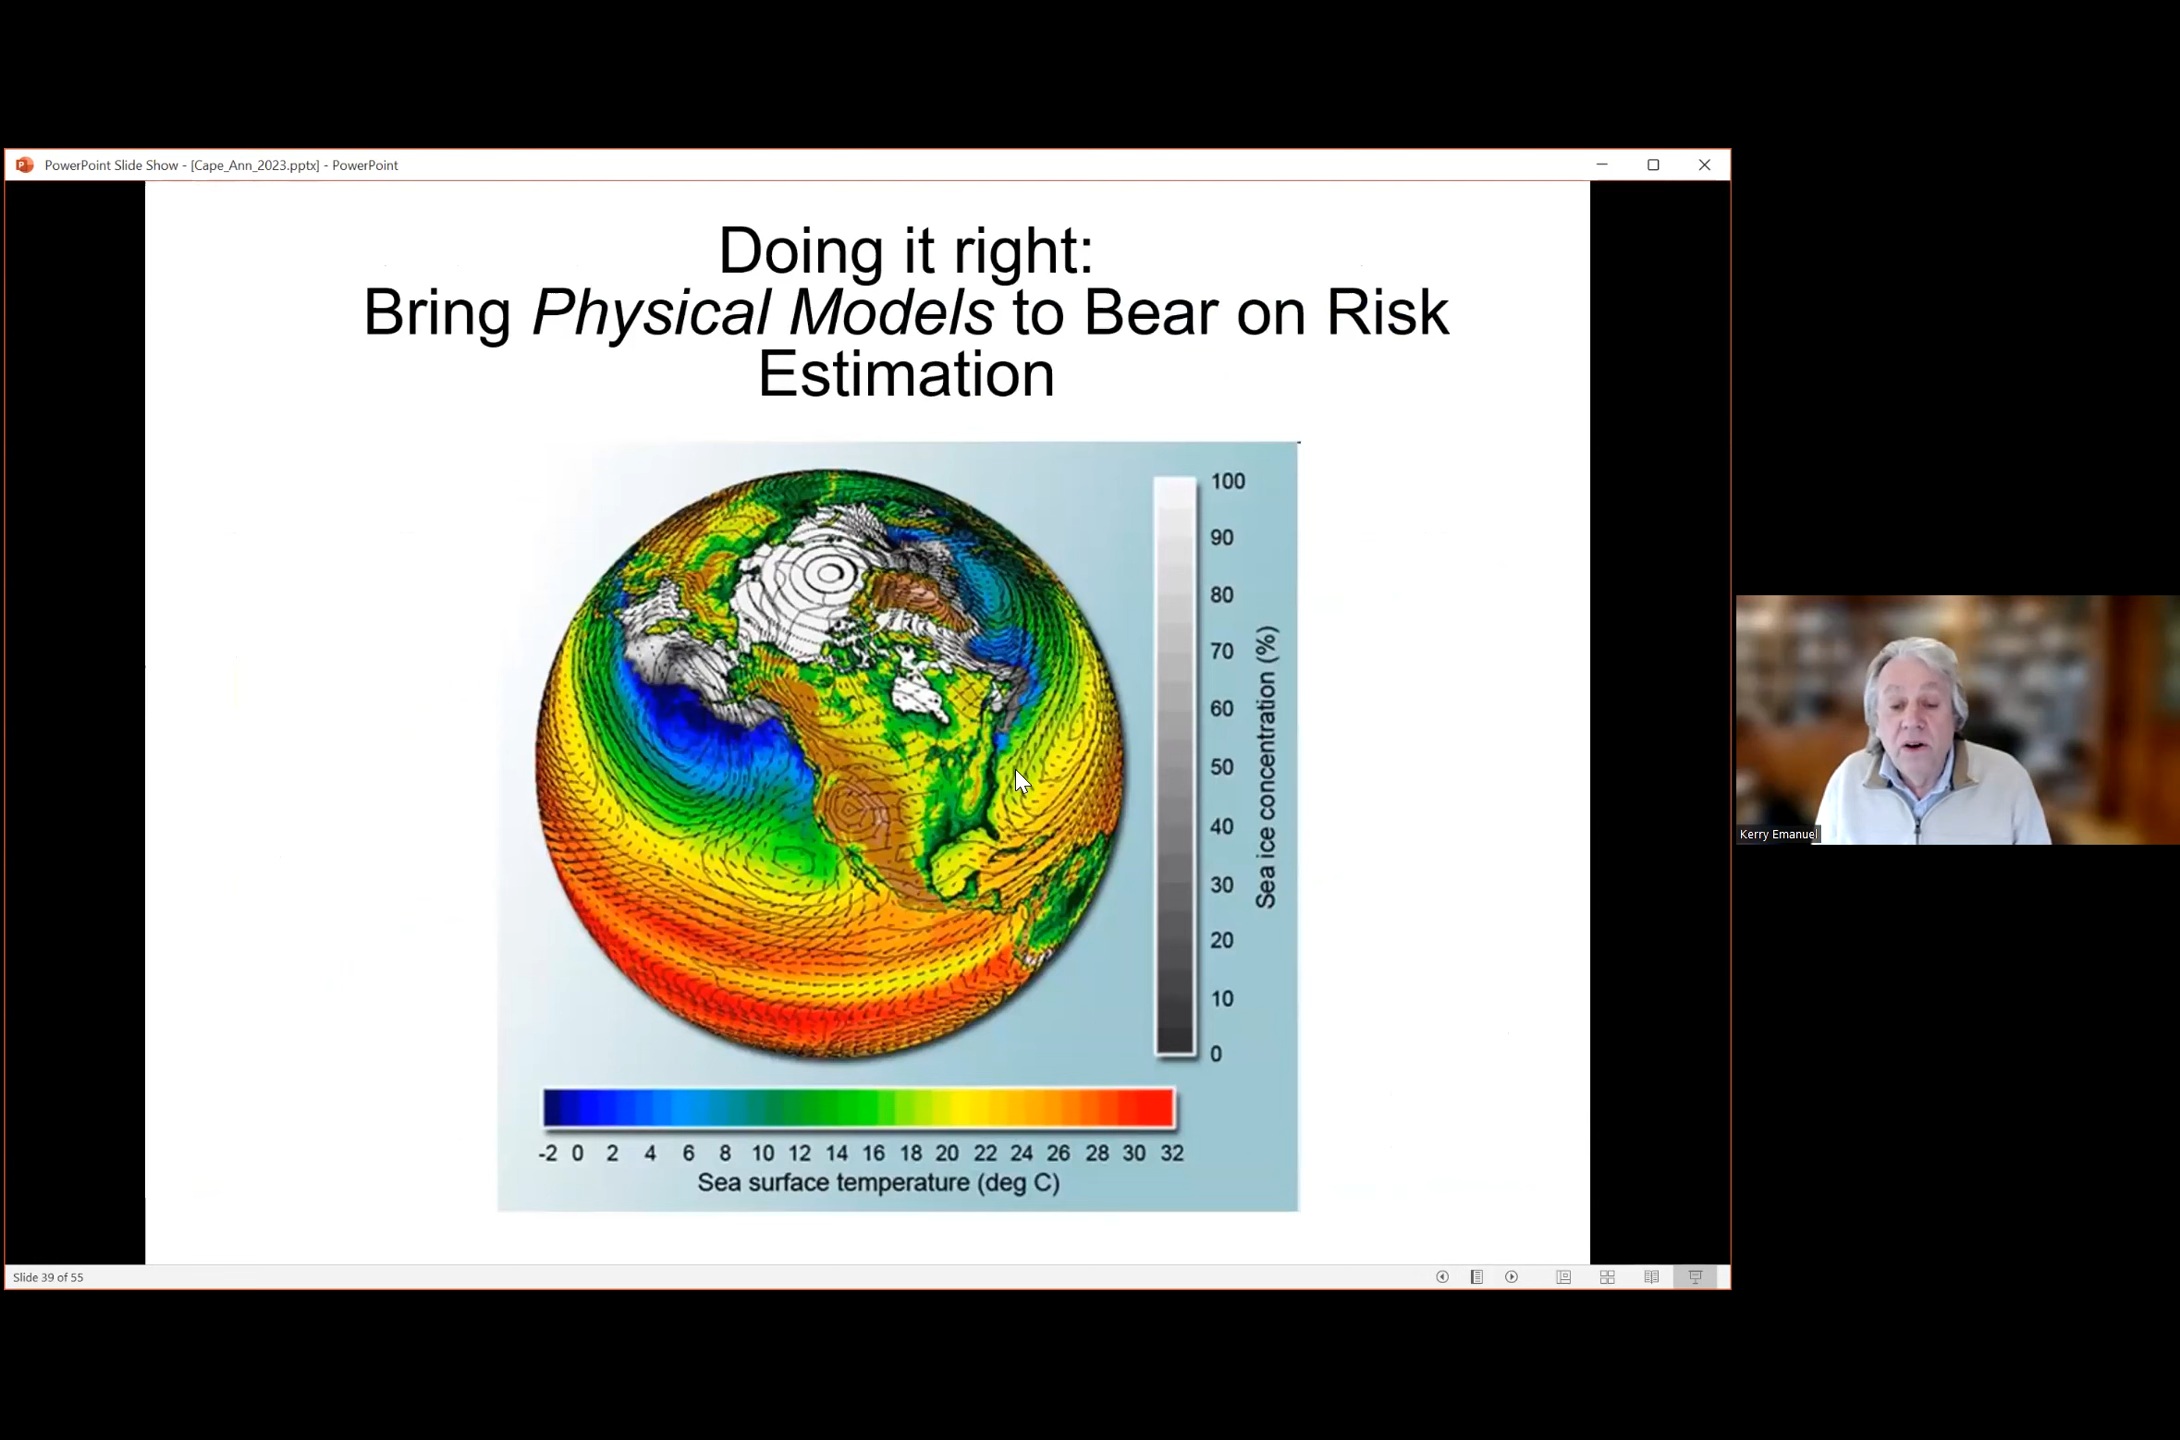 PowerPoint Slide Show - [Cape_Ann_2023.pptx] - PowerPoint
Doing it right:
Bring Physical Models to Bear on Risk
Estimation
100
90
80
70
60
50
40
30
20
10
0
Sea ice concentration (%)
-2 0 2 4 6 8 10 12 14 16 18 20 22 24 26 28 30 32
Sea surface temperature (deg C)
Kerry Emanuel
Slide 39 of 55